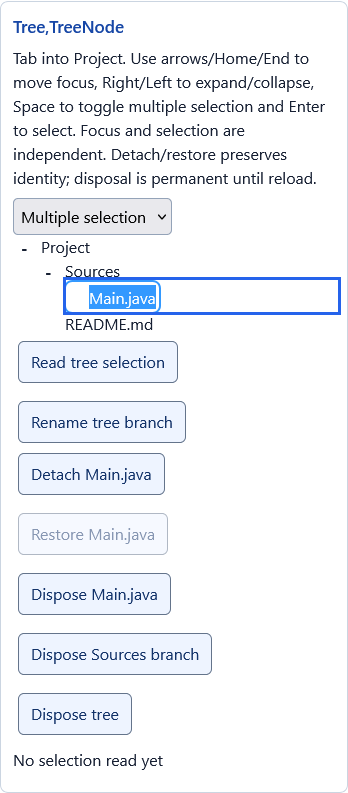 Tree,TreeNode
Tab into Project. Use arrows/Home/End to
move focus, Right/Left to expand/collapse,
Space to toggle multiple selection and Enter
to select. Focus and selection are
independent. Detach/restore preserves
identity; disposal is permanent until reload.
Multiple selection
- Project
- Sources
Main.java
README.md
Read tree selection
Rename tree branch
Detach Main.java
Restore Main.java
Dispose Main.java
Dispose Sources branch
Dispose tree
No selection read yet